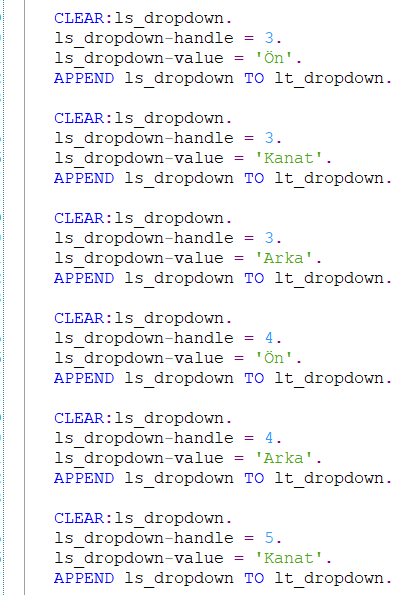 CLEAR:ls_dropdown.
ls_dropdown-handle = 3.
ls_dropdown-value = 'Ön'.
APPEND ls_dropdown TO lt_dropdown.
CLEAR:ls_dropdown.
ls_dropdown-handle = 3.
ls_dropdown-value = 'Kanat'.
APPEND ls_dropdown TO lt_dropdown.
CLEAR:ls_dropdown.
ls_dropdown-handle = 3.
ls_dropdown-value = 'Arka'.
APPEND ls_dropdown TO lt_dropdown.
CLEAR:ls_dropdown.
ls_dropdown-handle = 4.
ls_dropdown-value = 'Ön'.
APPEND ls_dropdown TO lt_dropdown.
CLEAR:ls_dropdown.
ls_dropdown-handle = 4.
ls_dropdown-value = 'Arka'.
APPEND ls_dropdown TO lt_dropdown.
CLEAR:ls_dropdown.
ls_dropdown-handle = 5.
ls_dropdown-value = 'Kanat'.
APPEND ls_dropdown TO lt_dropdown.